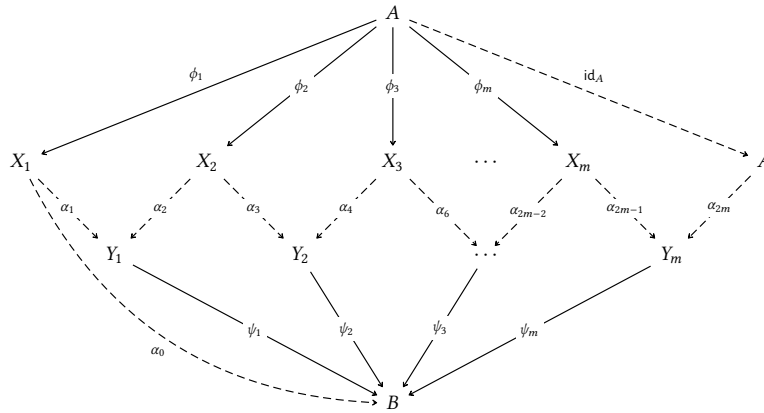 A
ϕ₁
ϕ₂
ϕ₃
ϕₘ
id_A
X₁
X₂
X₃
⋯
Xₘ
A
α₁
α₂
α₃
α₄
α₆
α₂ₘ₋₂
α₂ₘ₋₁
α₂ₘ
Y₁
Y₂
⋯
Yₘ
ψ₁
ψ₂
ψ₃
ψₘ
α₀
B